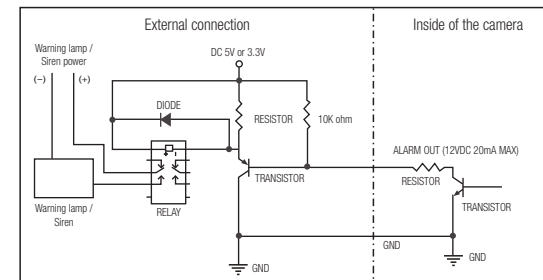 External connection
Inside of the camera
Warning lamp /
Siren power
(−)
(+)
DC 5V or 3.3V
DIODE
RESISTOR
10K ohm
ALARM OUT (12VDC 20mA MAX)
RESISTOR
TRANSISTOR
TRANSISTOR
Warning lamp /
Siren
RELAY
GND
GND
GND